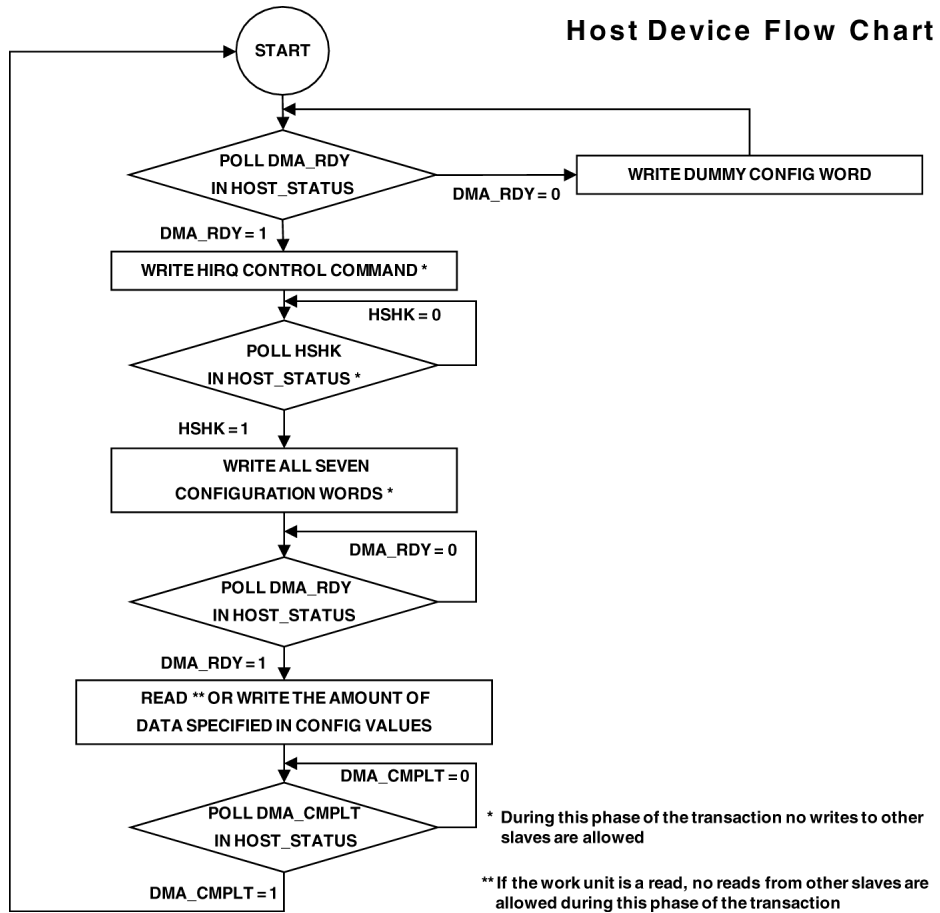 Host Device Flow Chart
START
POLL DMA_RDY
IN HOST_STATUS
WRITE DUMMY CONFIG WORD
DMA_RDY = 0
DMA_RDY = 1
WRITE HIRQ CONTROL COMMAND *
HSHK = 0
POLL HSHK
IN HOST_STATUS *
HSHK = 1
WRITE ALL SEVEN
CONFIGURATION WORDS *
DMA_RDY = 0
POLL DMA_RDY
IN HOST_STATUS
DMA_RDY = 1
READ ** OR WRITE THE AMOUNT OF
DATA SPECIFIED IN CONFIG VALUES
DMA_CMPLT = 0
POLL DMA_CMPLT
IN HOST_STATUS
DMA_CMPLT = 1
* During this phase of the transaction no writes to other
slaves are allowed
** If the work unit is a read, no reads from other slaves are
allowed during this phase of the transaction